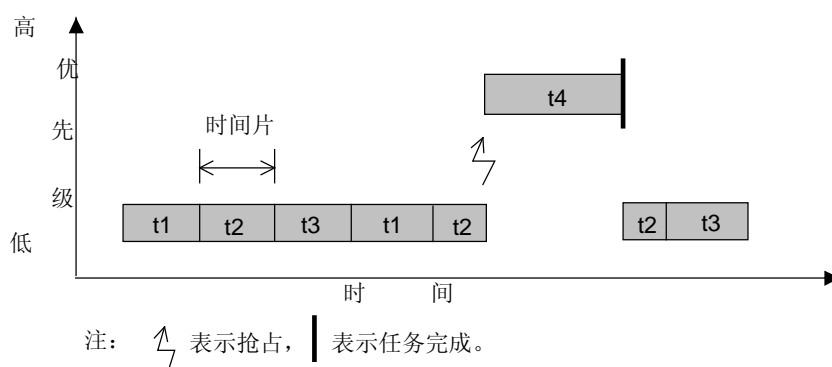 高
优
先
级
低
时间片
t4
t1 t2 t3 t1 t2 t2 t3
时 间
注： 表示抢占， 表示任务完成。